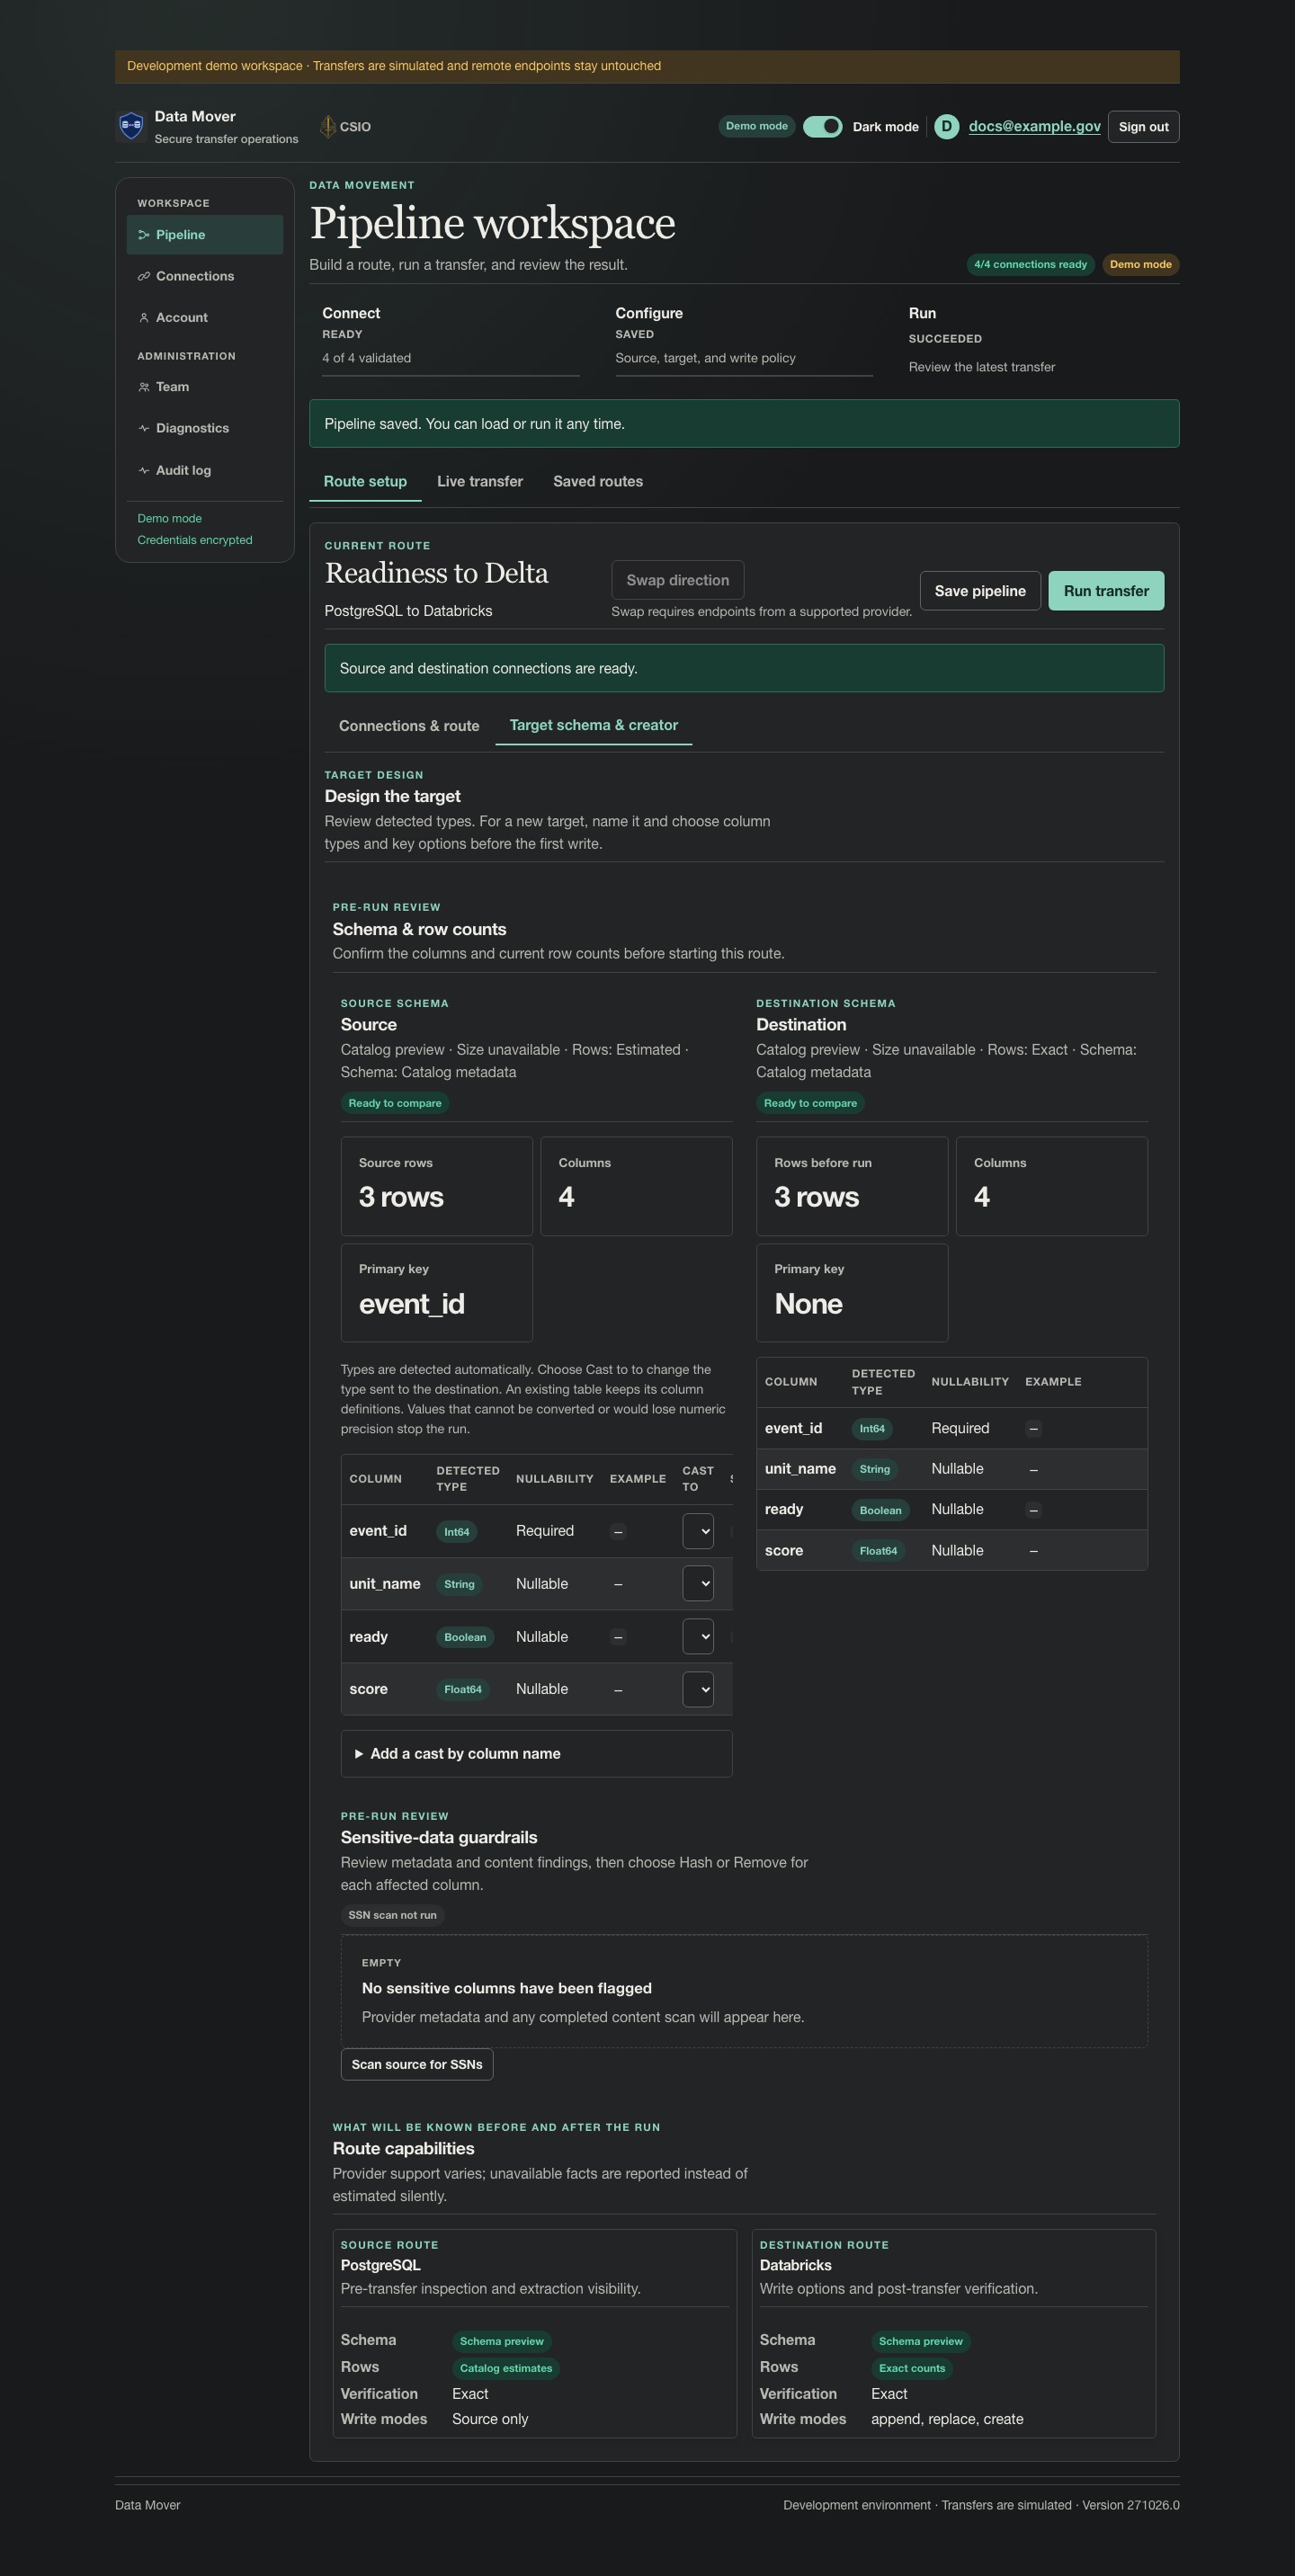 Development demo workspace · Transfers are simulated and remote endpoints stay untouched
Data Mover
Secure transfer operations
CSIO
Demo mode
Dark mode
D
docs@example.gov
Sign out
WORKSPACE
Pipeline
Connections
Account
ADMINISTRATION
Team
Diagnostics
Audit log
Demo mode
Credentials encrypted
DATA MOVEMENT
Pipeline workspace
Build a route, run a transfer, and review the result.
4/4 connections ready
Demo mode
Connect
READY
4 of 4 validated
Configure
SAVED
Source, target, and write policy
Run
SUCCEEDED
Review the latest transfer
Pipeline saved. You can load or run it any time.
Route setup
Live transfer
Saved routes
CURRENT ROUTE
Readiness to Delta
PostgreSQL to Databricks
Swap direction
Swap requires endpoints from a supported provider.
Save pipeline
Run transfer
Source and destination connections are ready.
Connections & route
Target schema & creator
TARGET DESIGN
Design the target
Review detected types. For a new target, name it and choose column
types and key options before the first write.
PRE-RUN REVIEW
Schema & row counts
Confirm the columns and current row counts before starting this route.
SOURCE SCHEMA
Source
Catalog preview · Size unavailable · Rows: Estimated ·
Schema: Catalog metadata
Ready to compare
Source rows
3 rows
Columns
4
Primary key
event_id
Types are detected automatically. Choose Cast to to change the
type sent to the destination. An existing table keeps its column
definitions. Values that cannot be converted or would lose numeric
precision stop the run.
COLUMN DETECTED TYPE NULLABILITY EXAMPLE CAST TO
event_id Int64 Required –
unit_name String Nullable –
ready Boolean Nullable –
score Float64 Nullable –
Add a cast by column name
DESTINATION SCHEMA
Destination
Catalog preview · Size unavailable · Rows: Exact · Schema:
Catalog metadata
Ready to compare
Rows before run
3 rows
Columns
4
Primary key
None
COLUMN DETECTED TYPE NULLABILITY EXAMPLE
event_id Int64 Required –
unit_name String Nullable –
ready Boolean Nullable –
score Float64 Nullable –
PRE-RUN REVIEW
Sensitive-data guardrails
Review metadata and content findings, then choose Hash or Remove for
each affected column.
SSN scan not run
EMPTY
No sensitive columns have been flagged
Provider metadata and any completed content scan will appear here.
Scan source for SSNs
WHAT WILL BE KNOWN BEFORE AND AFTER THE RUN
Route capabilities
Provider support varies; unavailable facts are reported instead of
estimated silently.
SOURCE ROUTE
PostgreSQL
Pre-transfer inspection and extraction visibility.
Schema Schema preview
Rows Catalog estimates
Verification Exact
Write modes Source only
DESTINATION ROUTE
Databricks
Write options and post-transfer verification.
Schema Schema preview
Rows Exact counts
Verification Exact
Write modes append, replace, create
Data Mover
Development environment · Transfers are simulated · Version 271026.0